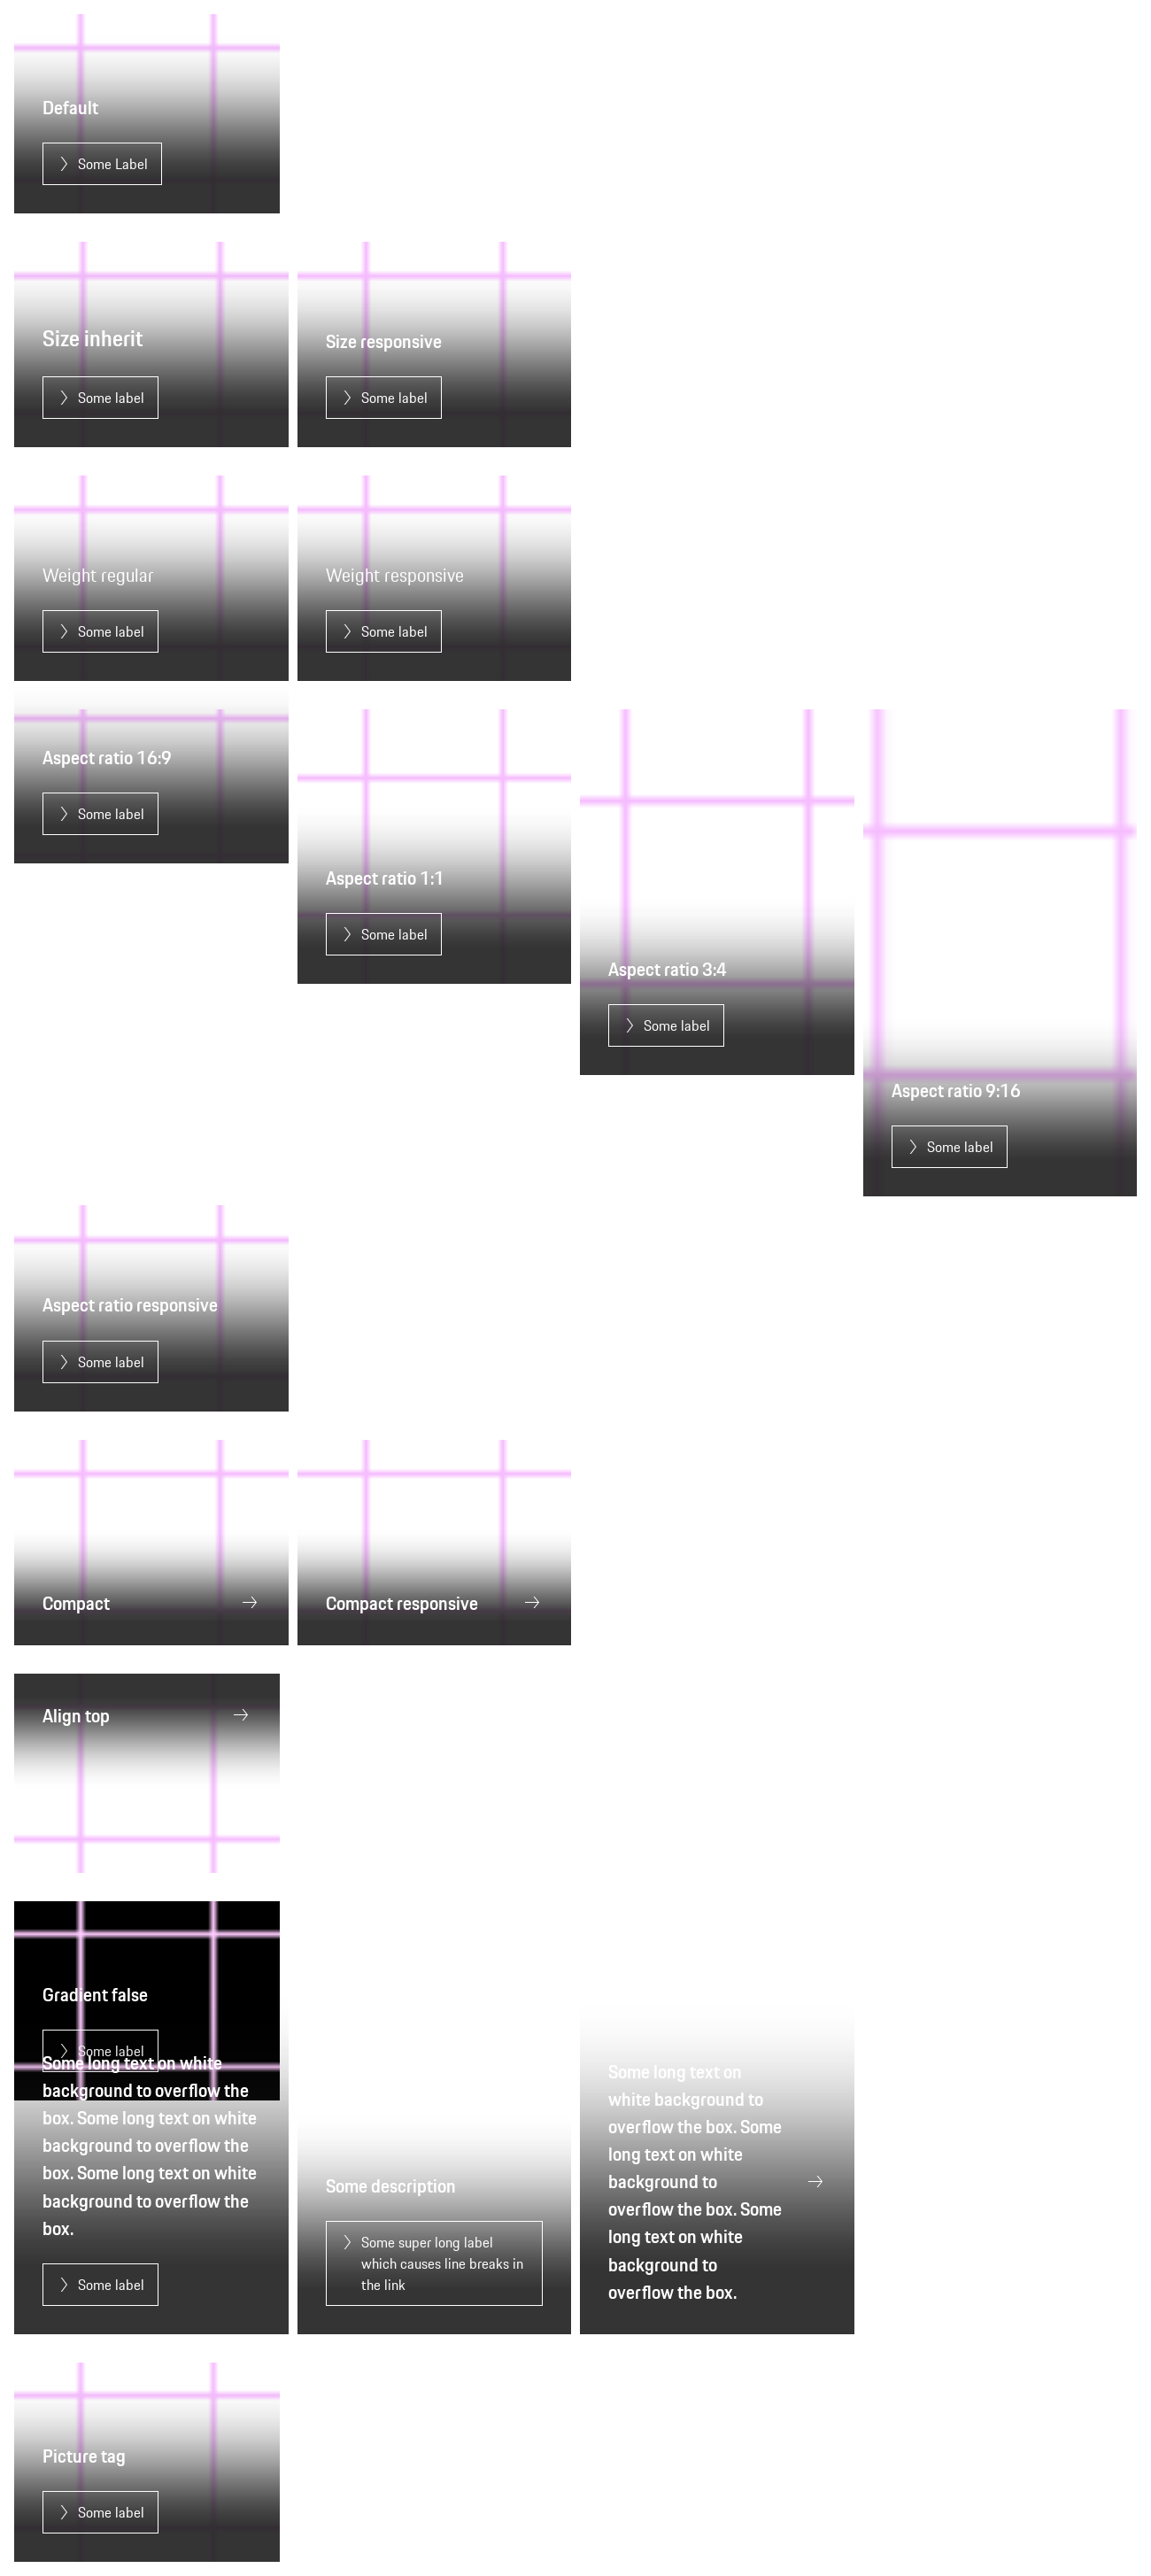 Default
Some Label
Size inherit
Some label
Size responsive
Some label
Weight regular
Some label
Weight responsive
Some label
Aspect ratio 16:9
Some label
Aspect ratio 1:1
Some label
Aspect ratio 3:4
Some label
Aspect ratio 9:16
Some label
Aspect ratio responsive
Some label
Compact
Compact responsive
Align top
Gradient false
Some label
Some long text on white
background to overflow the
box. Some long text on white
background to overflow the
box. Some long text on white
background to overflow the
box.
Some label
Some description
Some super long label
which causes line breaks in
the link
Some long text on
white background to
overflow the box. Some
long text on white
background to
overflow the box. Some
long text on white
background to
overflow the box.
Picture tag
Some label